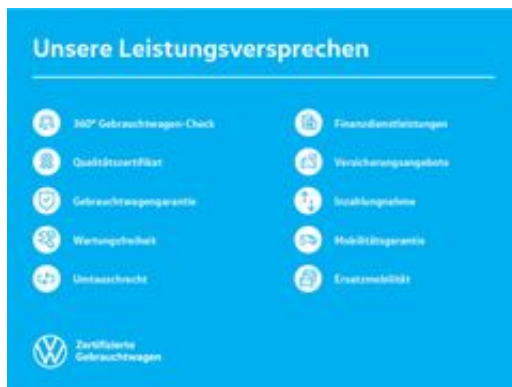 Unsere Leistungsversprechen
360° Gebrauchtwagen-Check
Qualitätszertifikat
Gebrauchtwagengarantie
Wartungsfreiheit
Umtauschrecht
Finanzdienstleistungen
Versicherungsangebote
Inzahlungnahme
Mobilitätsgarantie
Ersatzmobilität
Zertifizierte
Gebrauchtwagen